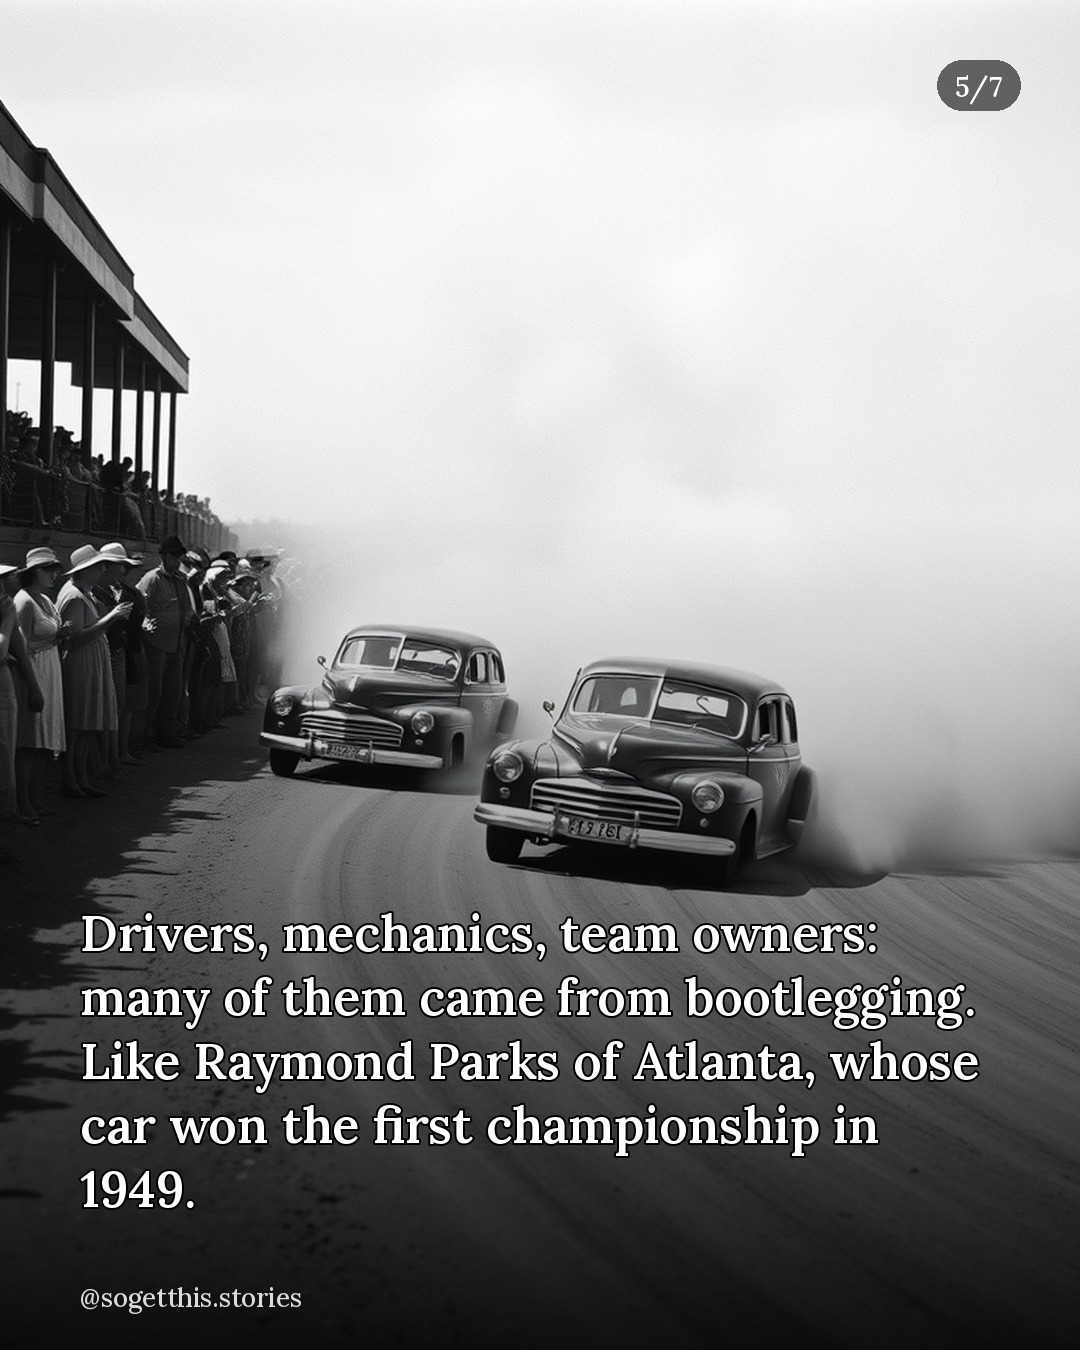 5/7
Drivers, mechanics, team owners:
many of them came from bootlegging.
Like Raymond Parks of Atlanta, whose
car won the first championship in
1949.
@sogetthis.stories